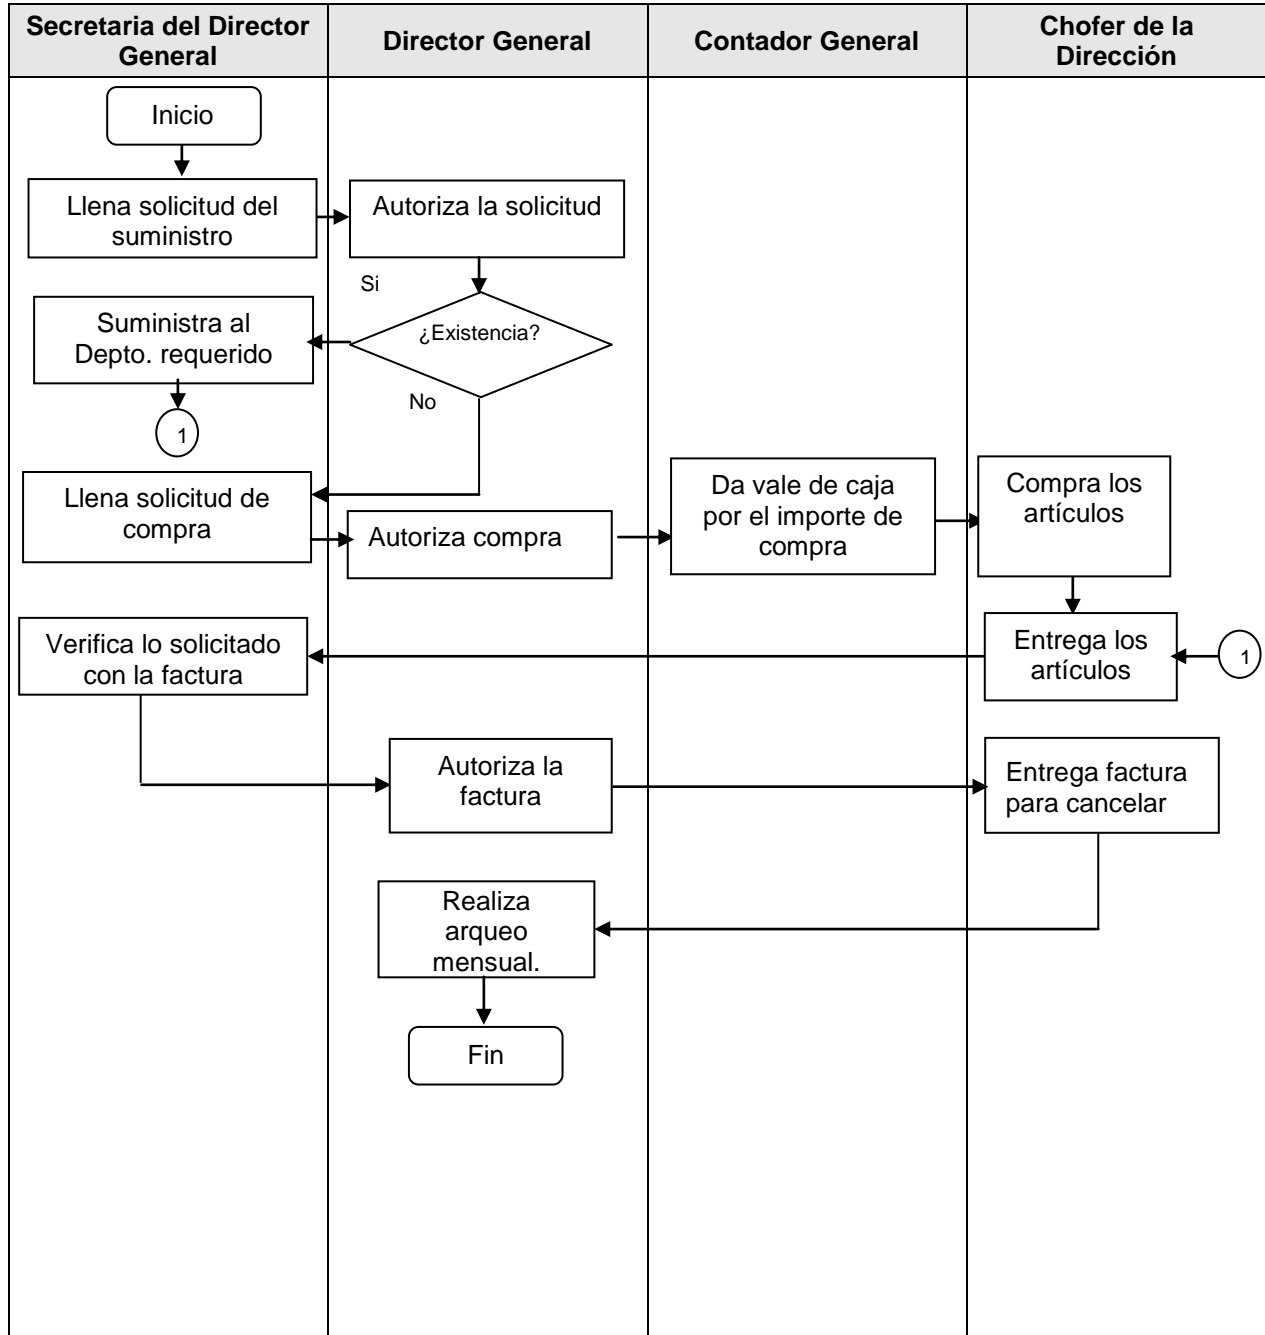 Secretaria del Director
General
Director General
Contador General
Chofer de la
Dirección
Inicio
Llena solicitud del
suministro
Autoriza la solicitud
Si
¿Existencia?
Suministra al
Depto. requerido
No
1
Llena solicitud de
compra
Autoriza compra
Da vale de caja
por el importe de
compra
Compra los
artículos
Verifica lo solicitado
con la factura
Entrega los
artículos
1
Autoriza la
factura
Entrega factura
para cancelar
Realiza
arqueo
mensual.
Fin